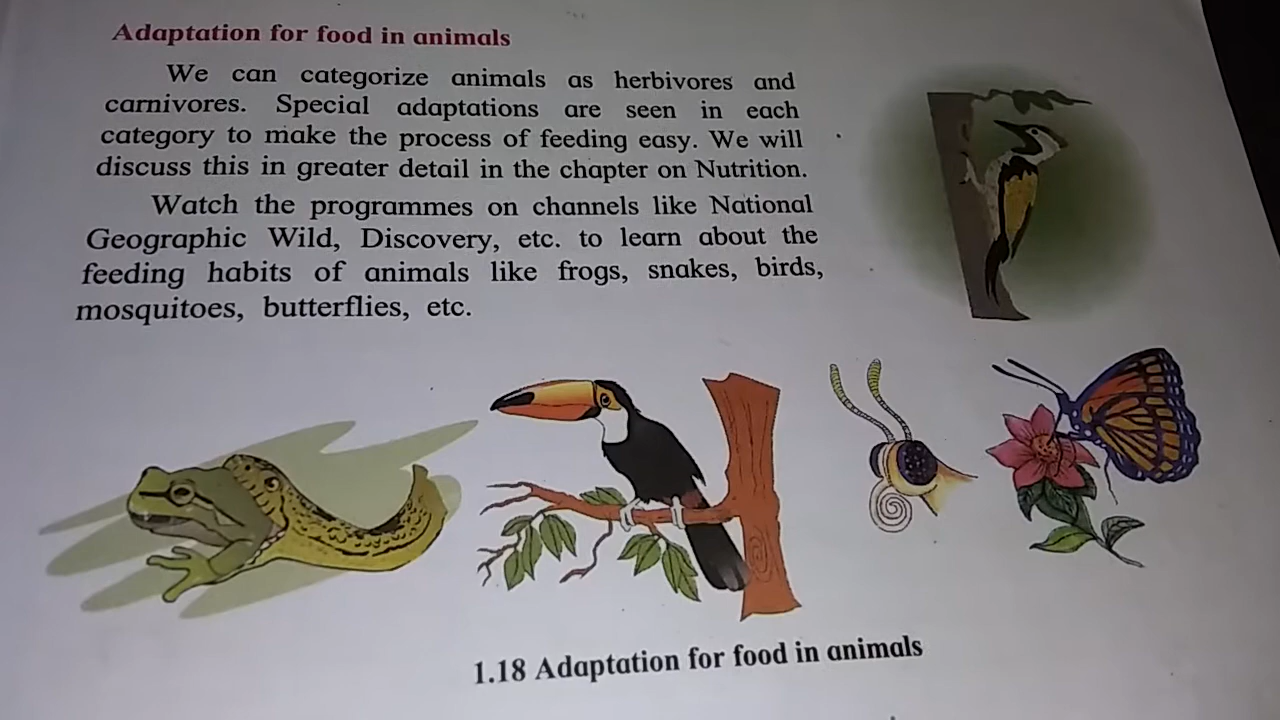 Adaptation for food in animals
We can categorize animals as herbivores and
carnivores. Special adaptations are seen in each
category to make the process of feeding easy. We will
discuss this in greater detail in the chapter on Nutrition.
Watch the programmes on channels like National
Geographic Wild, Discovery, etc. to learn about the
feeding habits of animals like frogs, snakes, birds,
mosquitoes, butterflies, etc.
1.18 Adaptation for food in animals